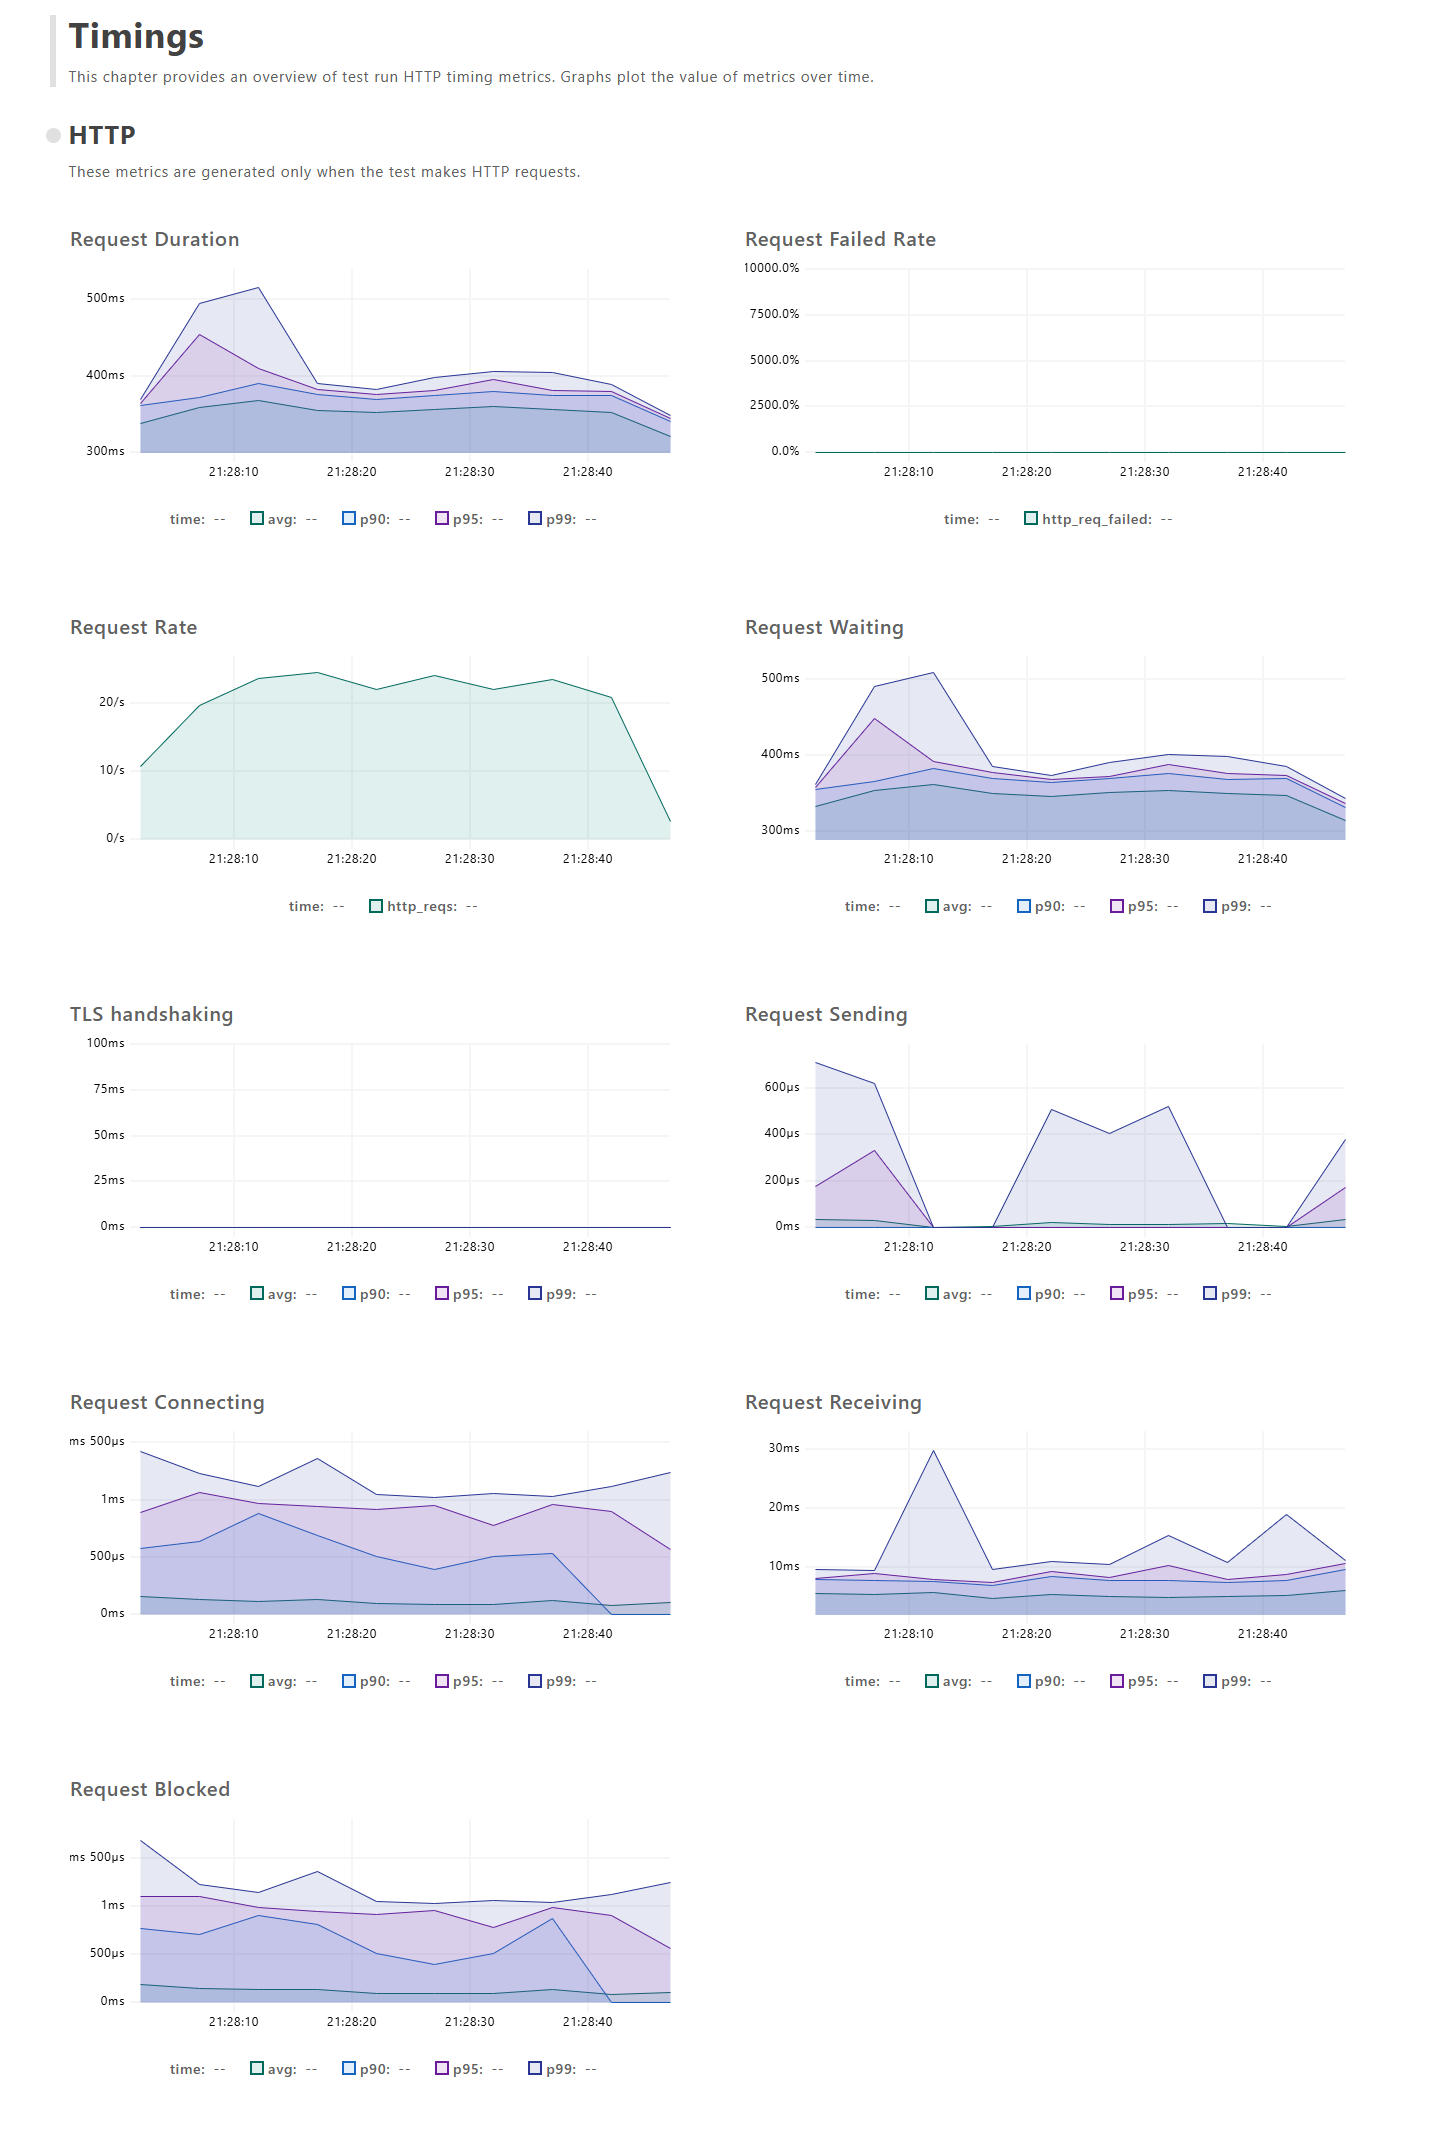 Timings
This chapter provides an overview of test run HTTP timing metrics. Graphs plot the value of metrics over time.
HTTP
These metrics are generated only when the test makes HTTP requests.
Request Duration
500ms
400ms
300ms
21:28:10 21:28:20 21:28:30 21:28:40
time: -- avg: -- p90: -- p95: -- p99: --
Request Failed Rate
10000.0%
7500.0%
5000.0%
2500.0%
0.0%
21:28:10 21:28:20 21:28:30 21:28:40
time: -- http_req_failed: --
Request Rate
20/s
10/s
0/s
21:28:10 21:28:20 21:28:30 21:28:40
time: -- http_reqs: --
Request Waiting
500ms
400ms
300ms
21:28:10 21:28:20 21:28:30 21:28:40
time: -- avg: -- p90: -- p95: -- p99: --
TLS handshaking
100ms
75ms
50ms
25ms
0ms
21:28:10 21:28:20 21:28:30 21:28:40
time: -- avg: -- p90: -- p95: -- p99: --
Request Sending
600µs
400µs
200µs
0ms
21:28:10 21:28:20 21:28:30 21:28:40
time: -- avg: -- p90: -- p95: -- p99: --
Request Connecting
ms 500µs
1ms
500µs
0ms
21:28:10 21:28:20 21:28:30 21:28:40
time: -- avg: -- p90: -- p95: -- p99: --
Request Receiving
30ms
20ms
10ms
21:28:10 21:28:20 21:28:30 21:28:40
time: -- avg: -- p90: -- p95: -- p99: --
Request Blocked
ms 500µs
1ms
500µs
0ms
21:28:10 21:28:20 21:28:30 21:28:40
time: -- avg: -- p90: -- p95: -- p99: --